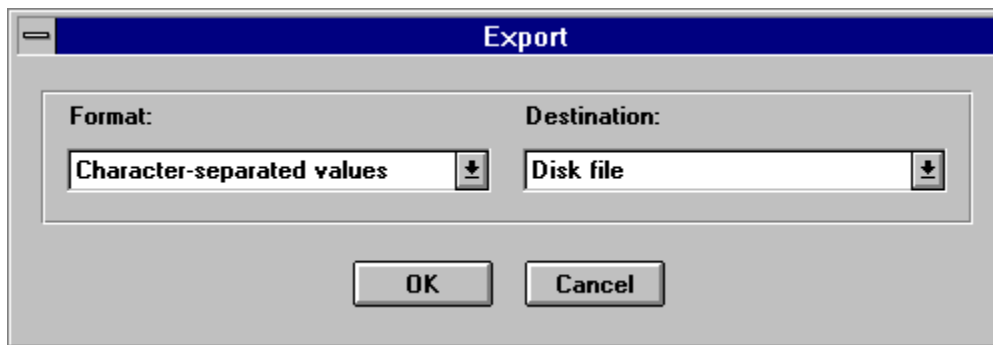 Export
Format: Destination:
Character-separated values Disk file
OK Cancel